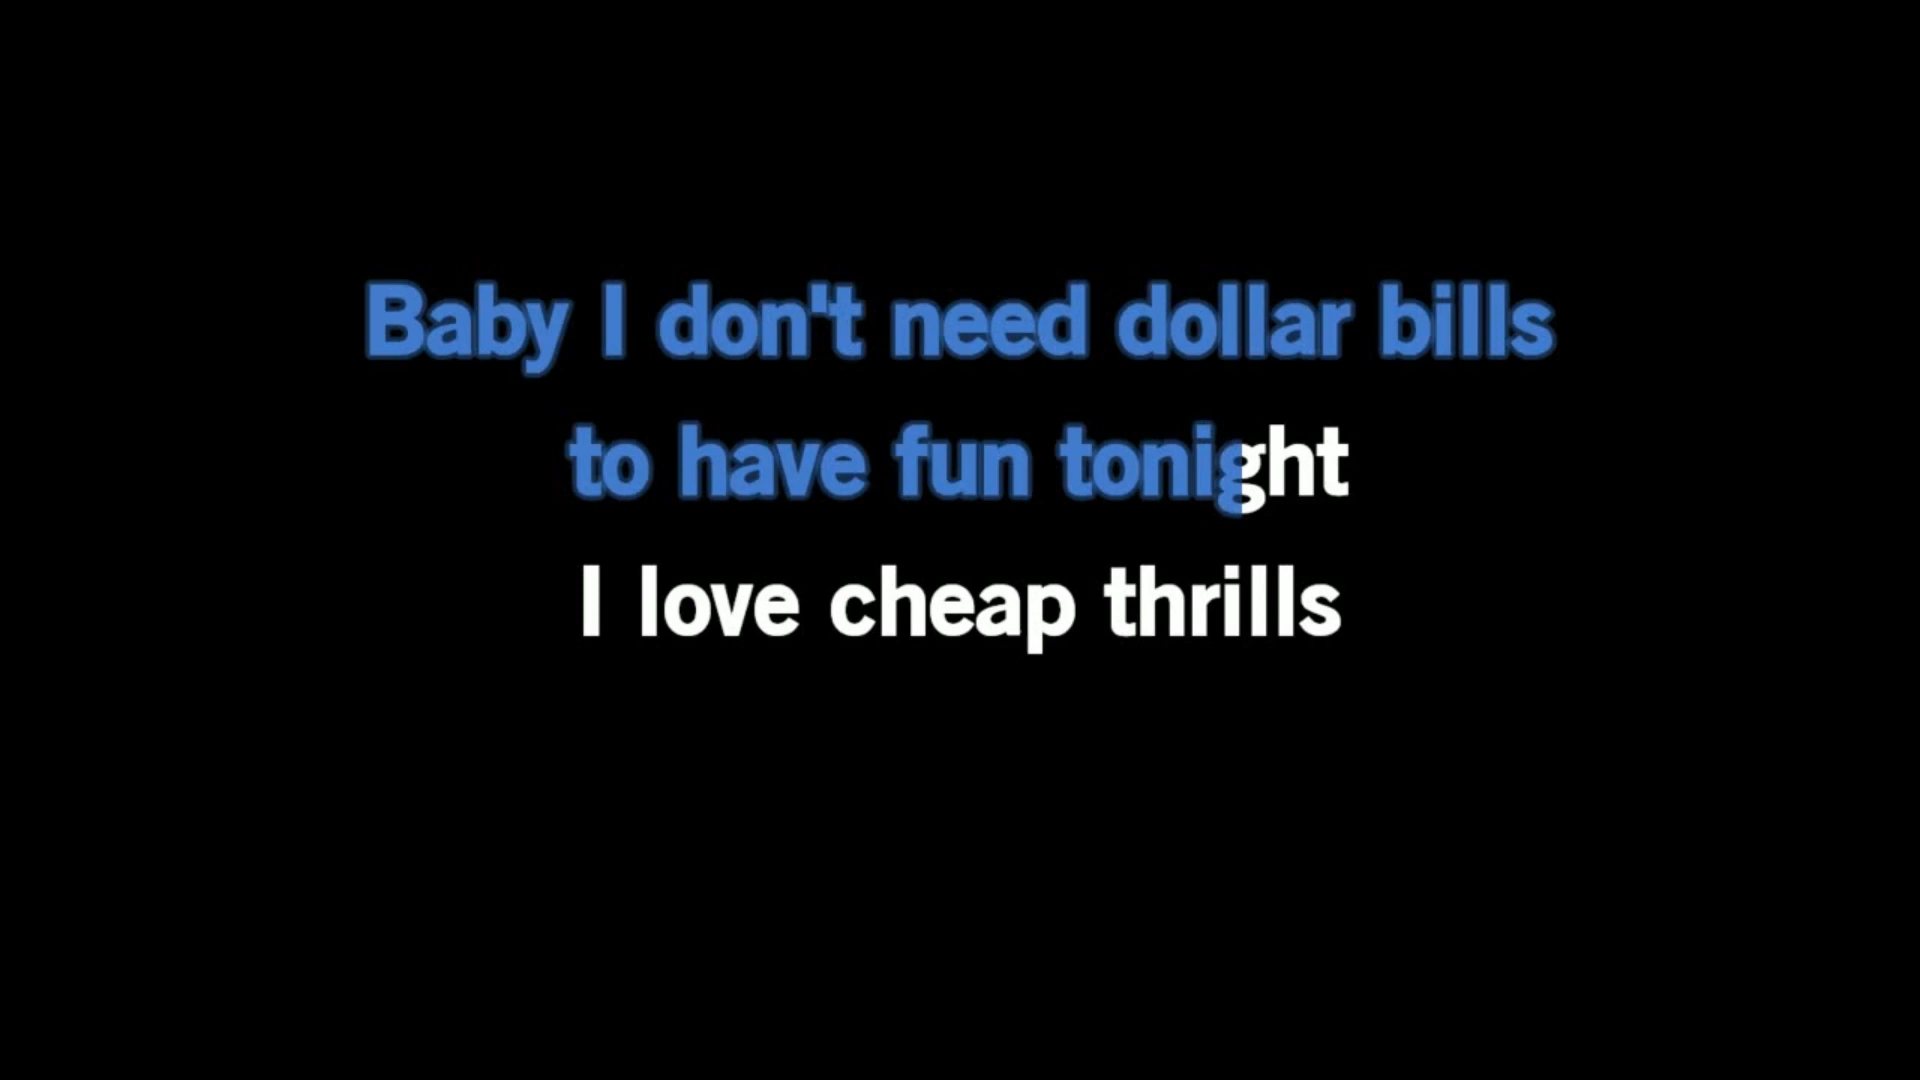 Baby I don't need dollar bills
to have fun tonight
I love cheap thrills